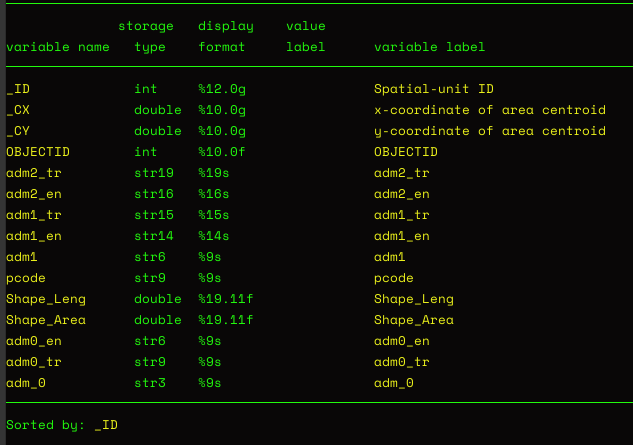 storage display value
variable name type format label variable label
_ID int %12.0g Spatial-unit ID
_CX double %10.0g x-coordinate of area centroid
_CY double %10.0g y-coordinate of area centroid
OBJECTID int %10.0f OBJECTID
adm2_tr str19 %19s adm2_tr
adm2_en str16 %16s adm2_en
adm1_tr str15 %15s adm1_tr
adm1_en str14 %14s adm1_en
adm1 str6 %9s adm1
pcode str9 %9s pcode
Shape_Leng double %19.11f Shape_Leng
Shape_Area double %19.11f Shape_Area
adm0_en str6 %9s adm0_en
adm0_tr str9 %9s adm0_tr
adm_0 str3 %9s adm_0
Sorted by: _ID